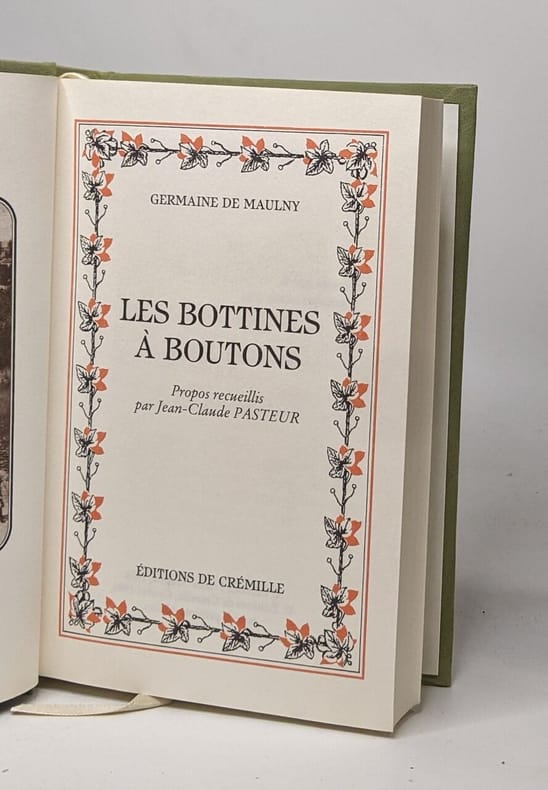 GERMAINE DE MAULNY
LES BOTTINES
À BOUTONS
Propos recueillis
par Jean-Claude PASTEUR
ÉDITIONS DE CRÉMILLE